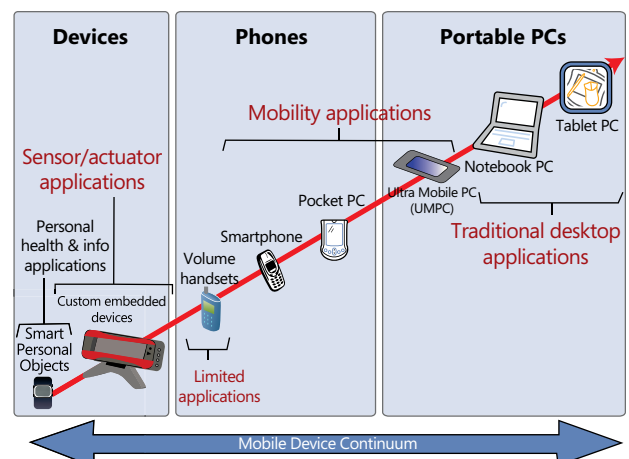 Devices
Phones
Portable PCs
Sensor/actuator
applications
Personal
health & info
applications
Custom embedded
devices
Smart
Personal
Objects
Mobility applications
Volume
handsets
Smartphone
Pocket PC
Limited
applications
Ultra Mobile PC
(UMPC)
Notebook PC
Tablet PC
Traditional desktop
applications
Mobile Device Continuum